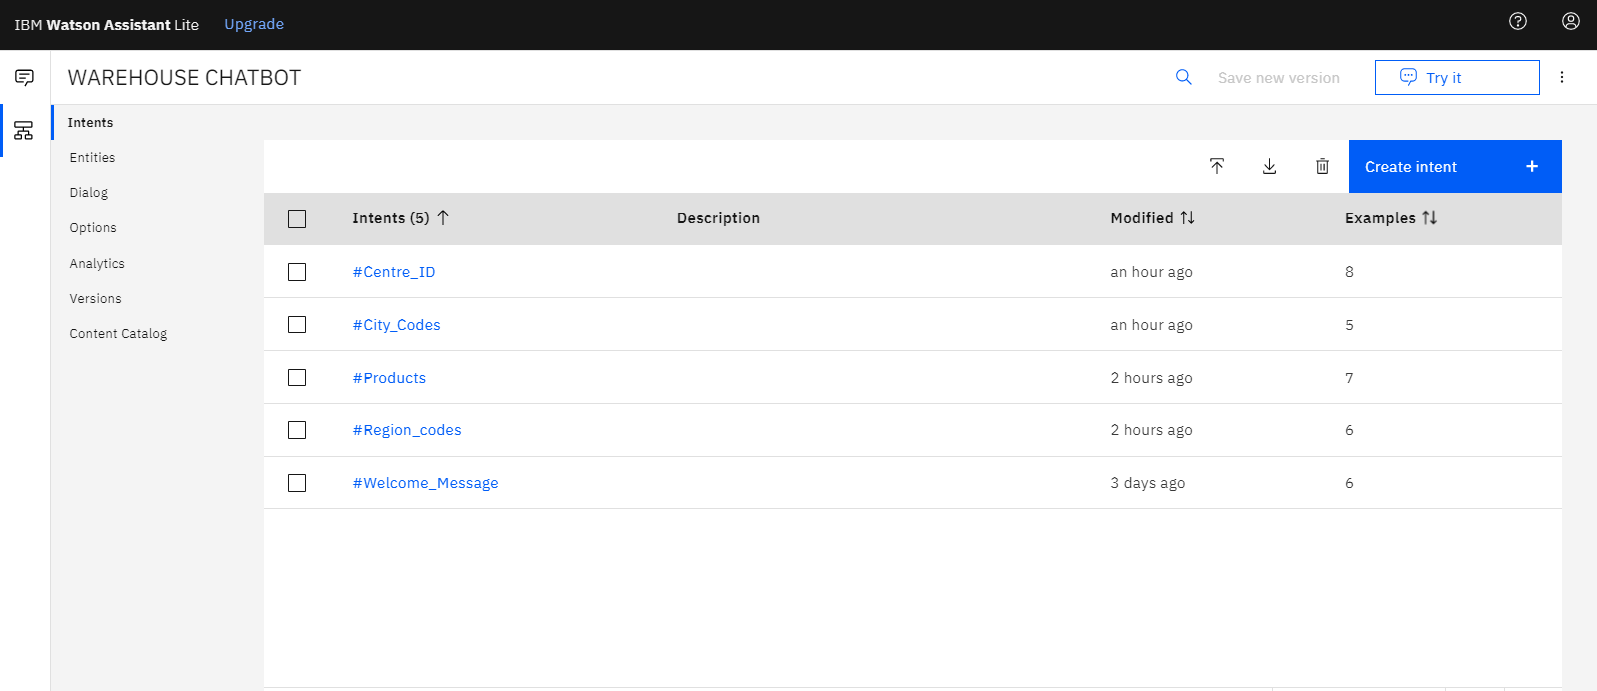 IBM Watson Assistant Lite Upgrade
WAREHOUSE CHATBOT Save new version Try it
Intents
Entities
Dialog
Options
Analytics
Versions
Content Catalog
Create intent +
Intents (5) Description Modified Examples
#Centre_ID an hour ago 8
#City_Codes an hour ago 5
#Products 2 hours ago 7
#Region_codes 2 hours ago 6
#Welcome_Message 3 days ago 6